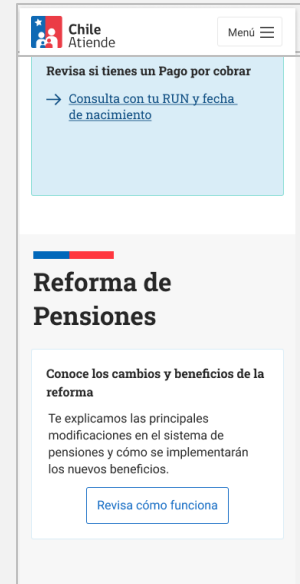 Chile
Atiende
Menú
Revisa si tienes un Pago por cobrar
→ Consulta con tu RUN y fecha
de nacimiento
Reforma de
Pensiones
Conoce los cambios y beneficios de la
reforma
Te explicamos las principales
modificaciones en el sistema de
pensiones y cómo se implementarán
los nuevos beneficios.
Revisa cómo funciona